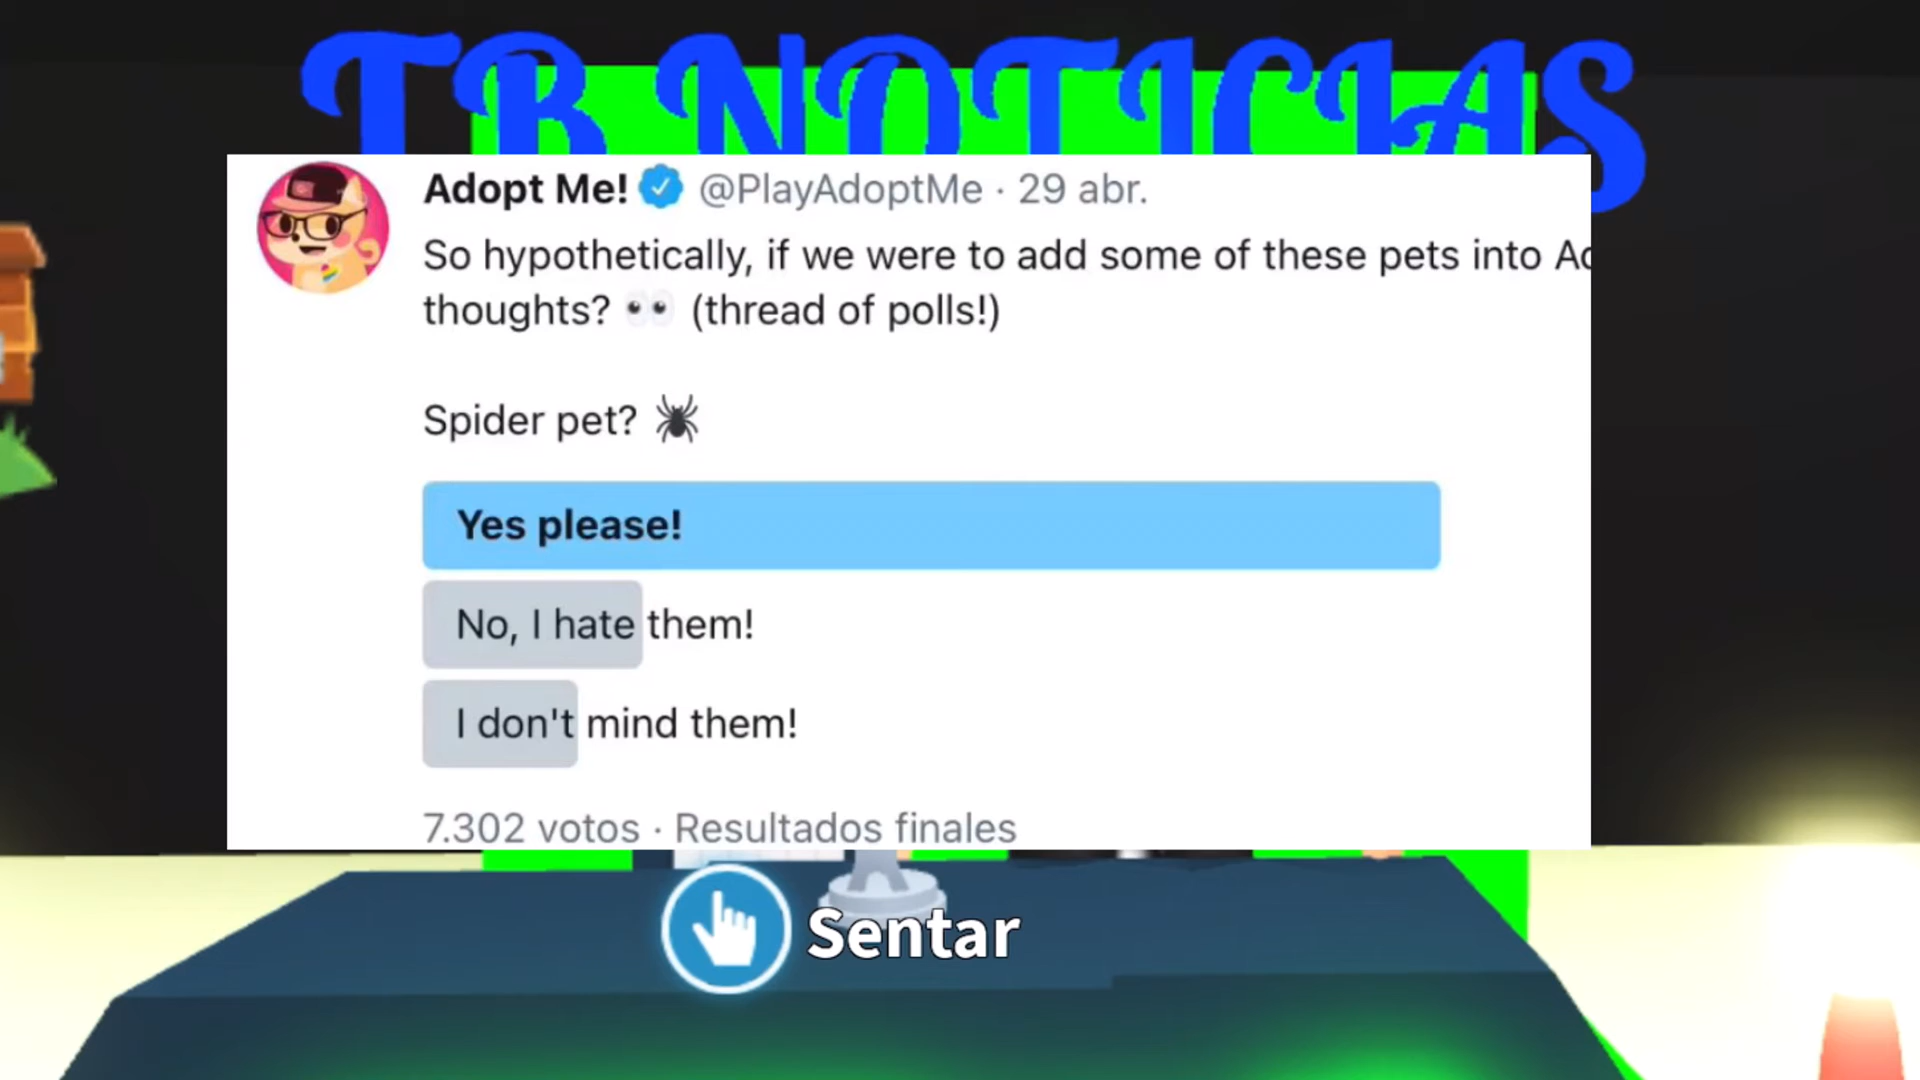 TB NOTICIAS
Adopt Me! @PlayAdoptMe · 29 abr.
So hypothetically, if we were to add some of these pets into
thoughts? 👀 (thread of polls!)
Spider pet? 🕷
Yes please!
No, I hate them!
I don't mind them!
7.302 votos · Resultados finales
Sentar